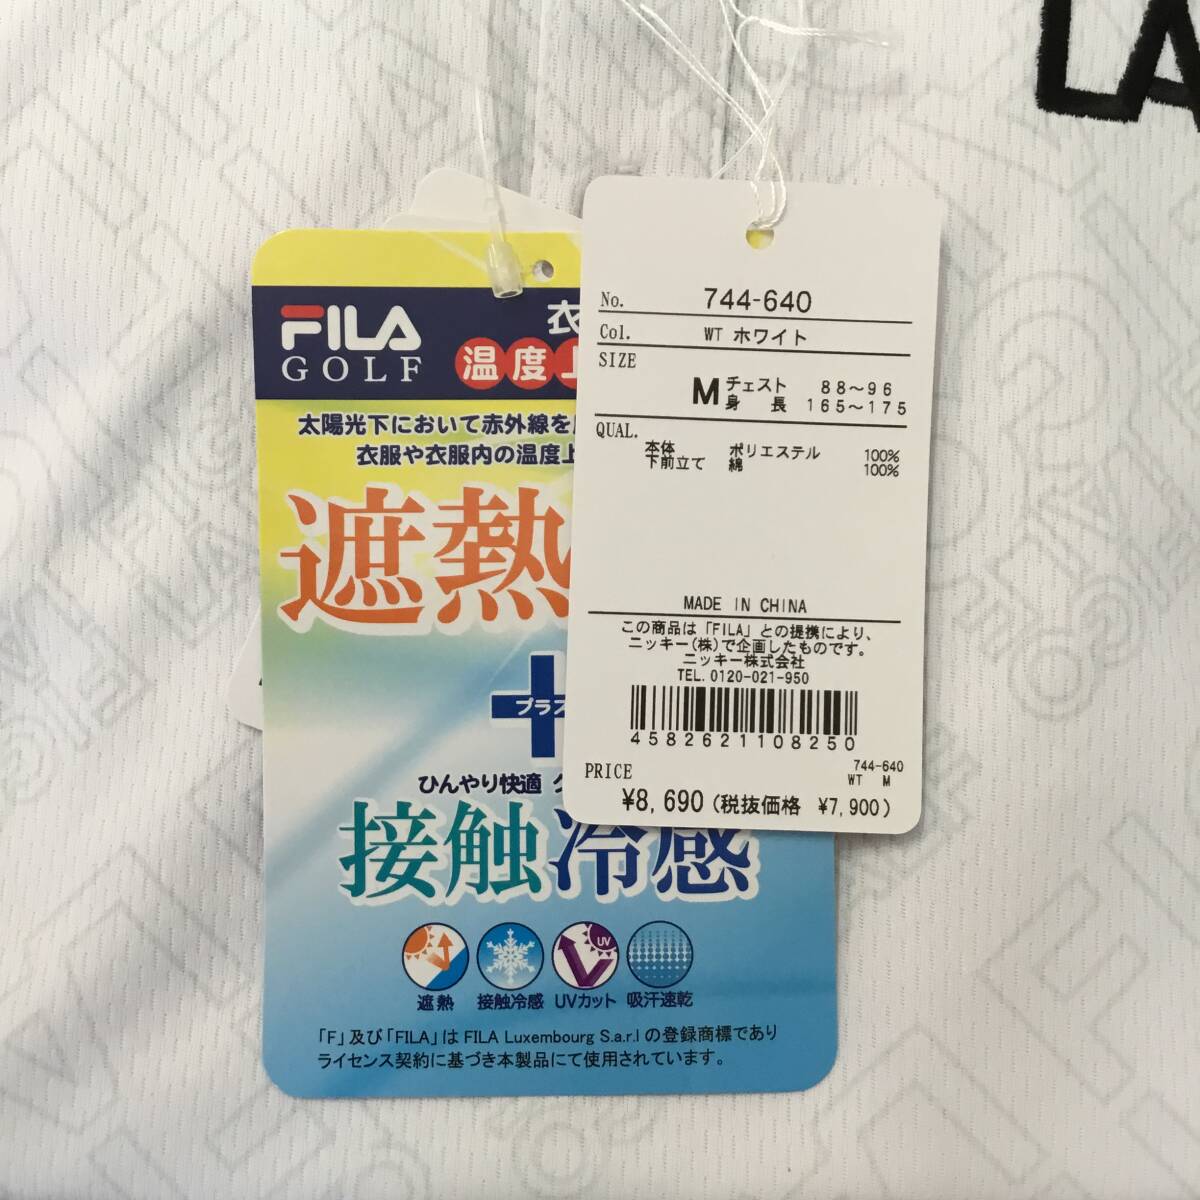 LA
FILA
GOLF
衣
温度上
太陽光下において赤外線を
衣服や衣服内の温度上
遮熱
プラス
ひんやり快適
接触冷感
遮熱
接触冷感
UVカット
吸汗速乾
UV
「F」及び「FILA」は FILA Luxembourg S.a.r.l の登録商標であり
ライセンス契約に基づき本製品にて使用されています。
No. 744-640
Col. WT ホワイト
SIZE
M チェスト 88～96
身長 165～175
QUAL.
本体 ポリエステル 100%
下前立て 綿 100%
MADE IN CHINA
この商品は「FILA」との提携により、
ニッキー(株)で企画したものです。
ニッキー株式会社
TEL. 0120-021-950
4582621108250
744-640
WT M
PRICE
¥8,690 (税抜価格 ¥7,900)